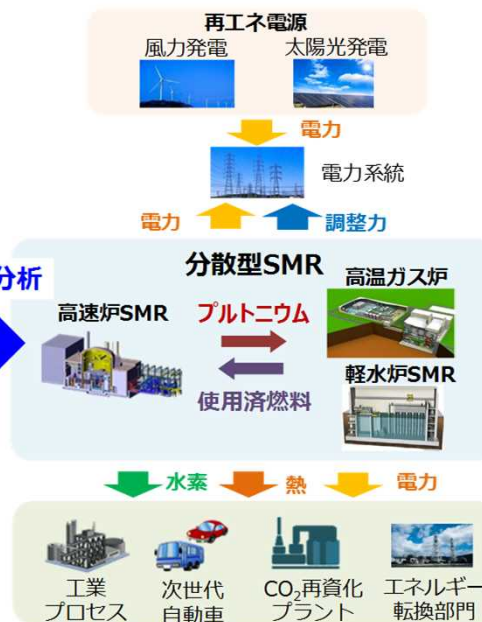 再エネ電源
風力発電
太陽光発電
電力
電力系統
電力
調整力
分析
分散型SMR
高速炉SMR
プルトニウム
使用済燃料
高温ガス炉
軽水炉SMR
水素
熱
電力
工業
プロセス
次世代
自動車
CO₂再資化
プラント
エネルギー
転換部門